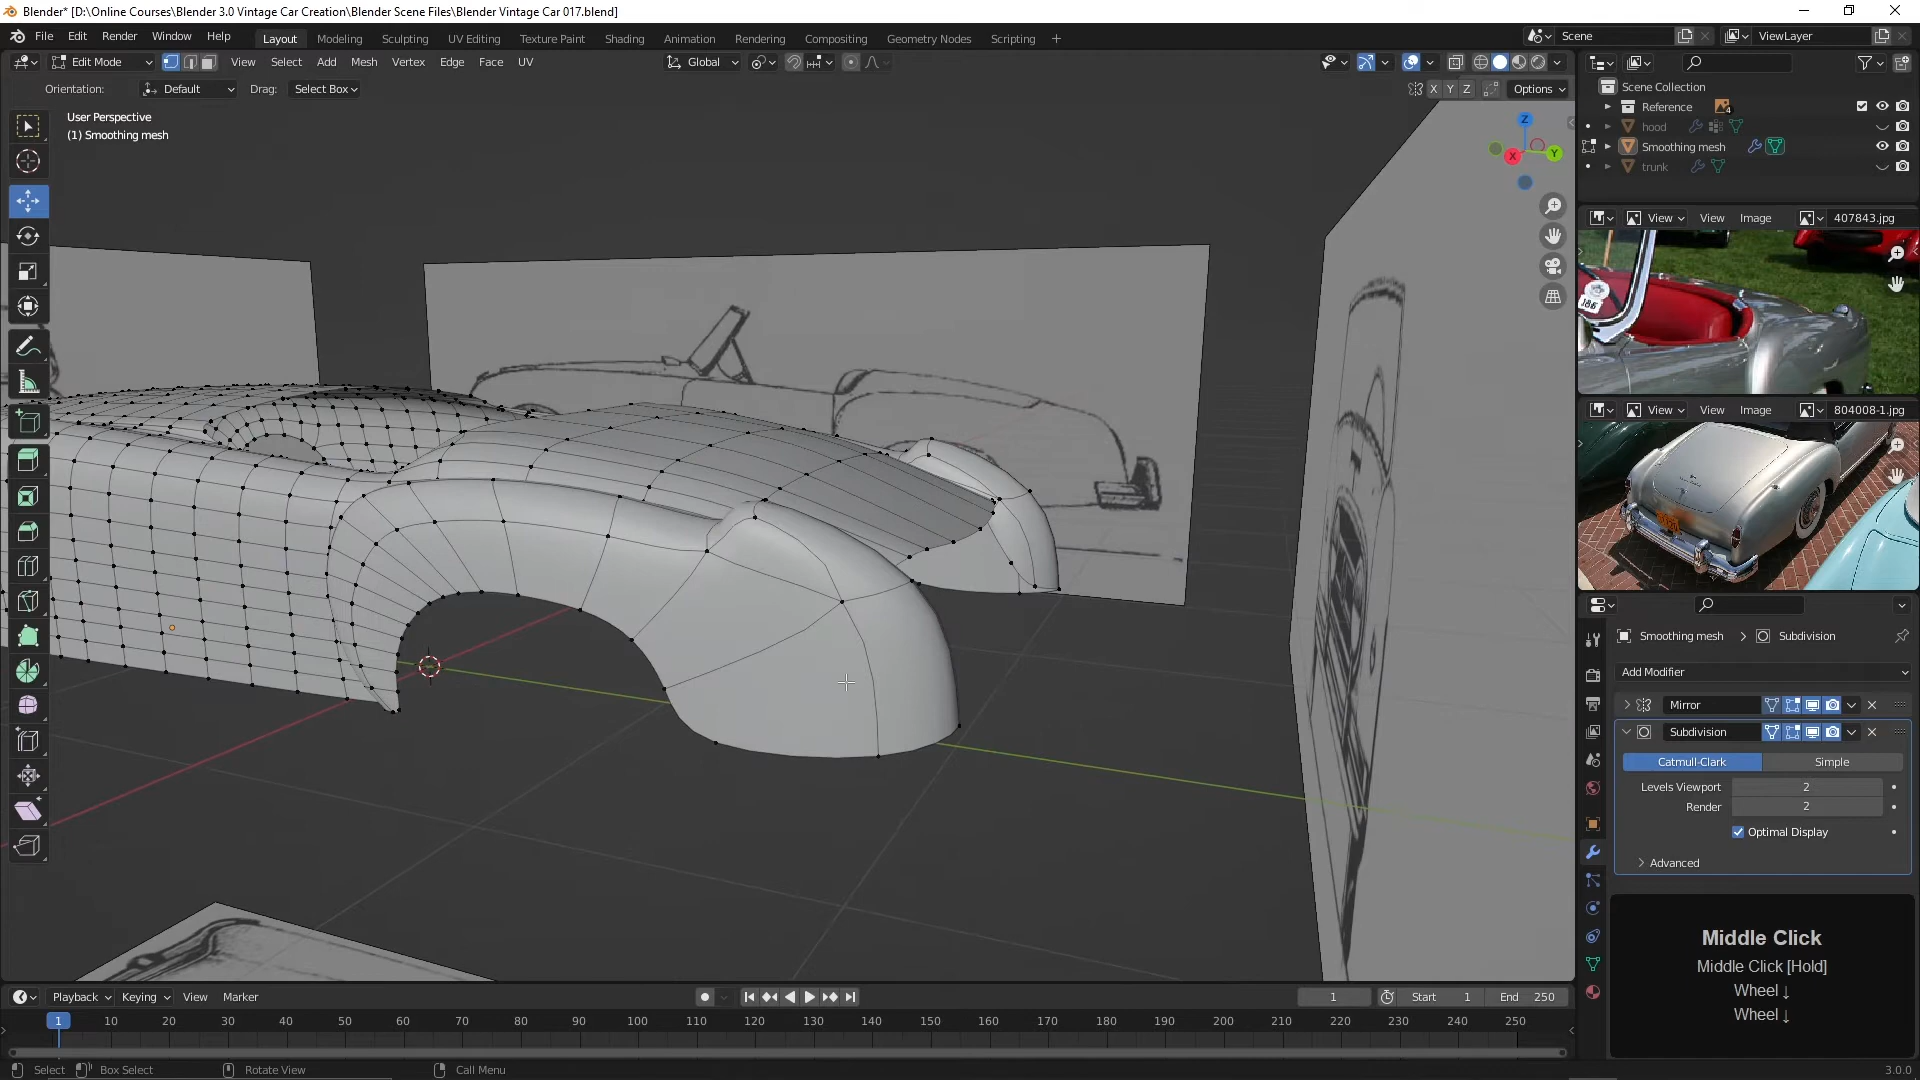 Blender* [D:\Online Courses\Blender 3.0 Vintage Car Creation\Blender Scene Files\Blender Vintage Car 017.blend]
File Edit Render Window Help Layout Modeling Sculpting UV Editing Texture Paint Shading Animation Rendering Compositing Geometry Nodes Scripting +
Scene
ViewLayer
Edit Mode View Select Add Mesh Vertex Edge Face UV Global
Orientation: Default Drag: Select Box
X Y Z Options
User Perspective
(1) Smoothing mesh
Z
X
Y
Scene Collection
Reference 4
hood
Smoothing mesh
trunk
View View Image 407843.jpg
186
View View Image 804008-1.jpg
Smoothing mesh > Subdivision
Add Modifier
Mirror
Subdivision
Catmull-Clark Simple
Levels Viewport 2
Render 2
Optimal Display
Advanced
Middle Click
Middle Click [Hold]
Wheel ↓
Wheel ↓
Playback Keying View Marker
1 Start 1 End 250
1 10 20 30 40 50 60 70 80 90 100 110 120 130 140 150 160 170 180 190 200 210 220 230 240 250
Select Box Select Rotate View Call Menu 3.0.0